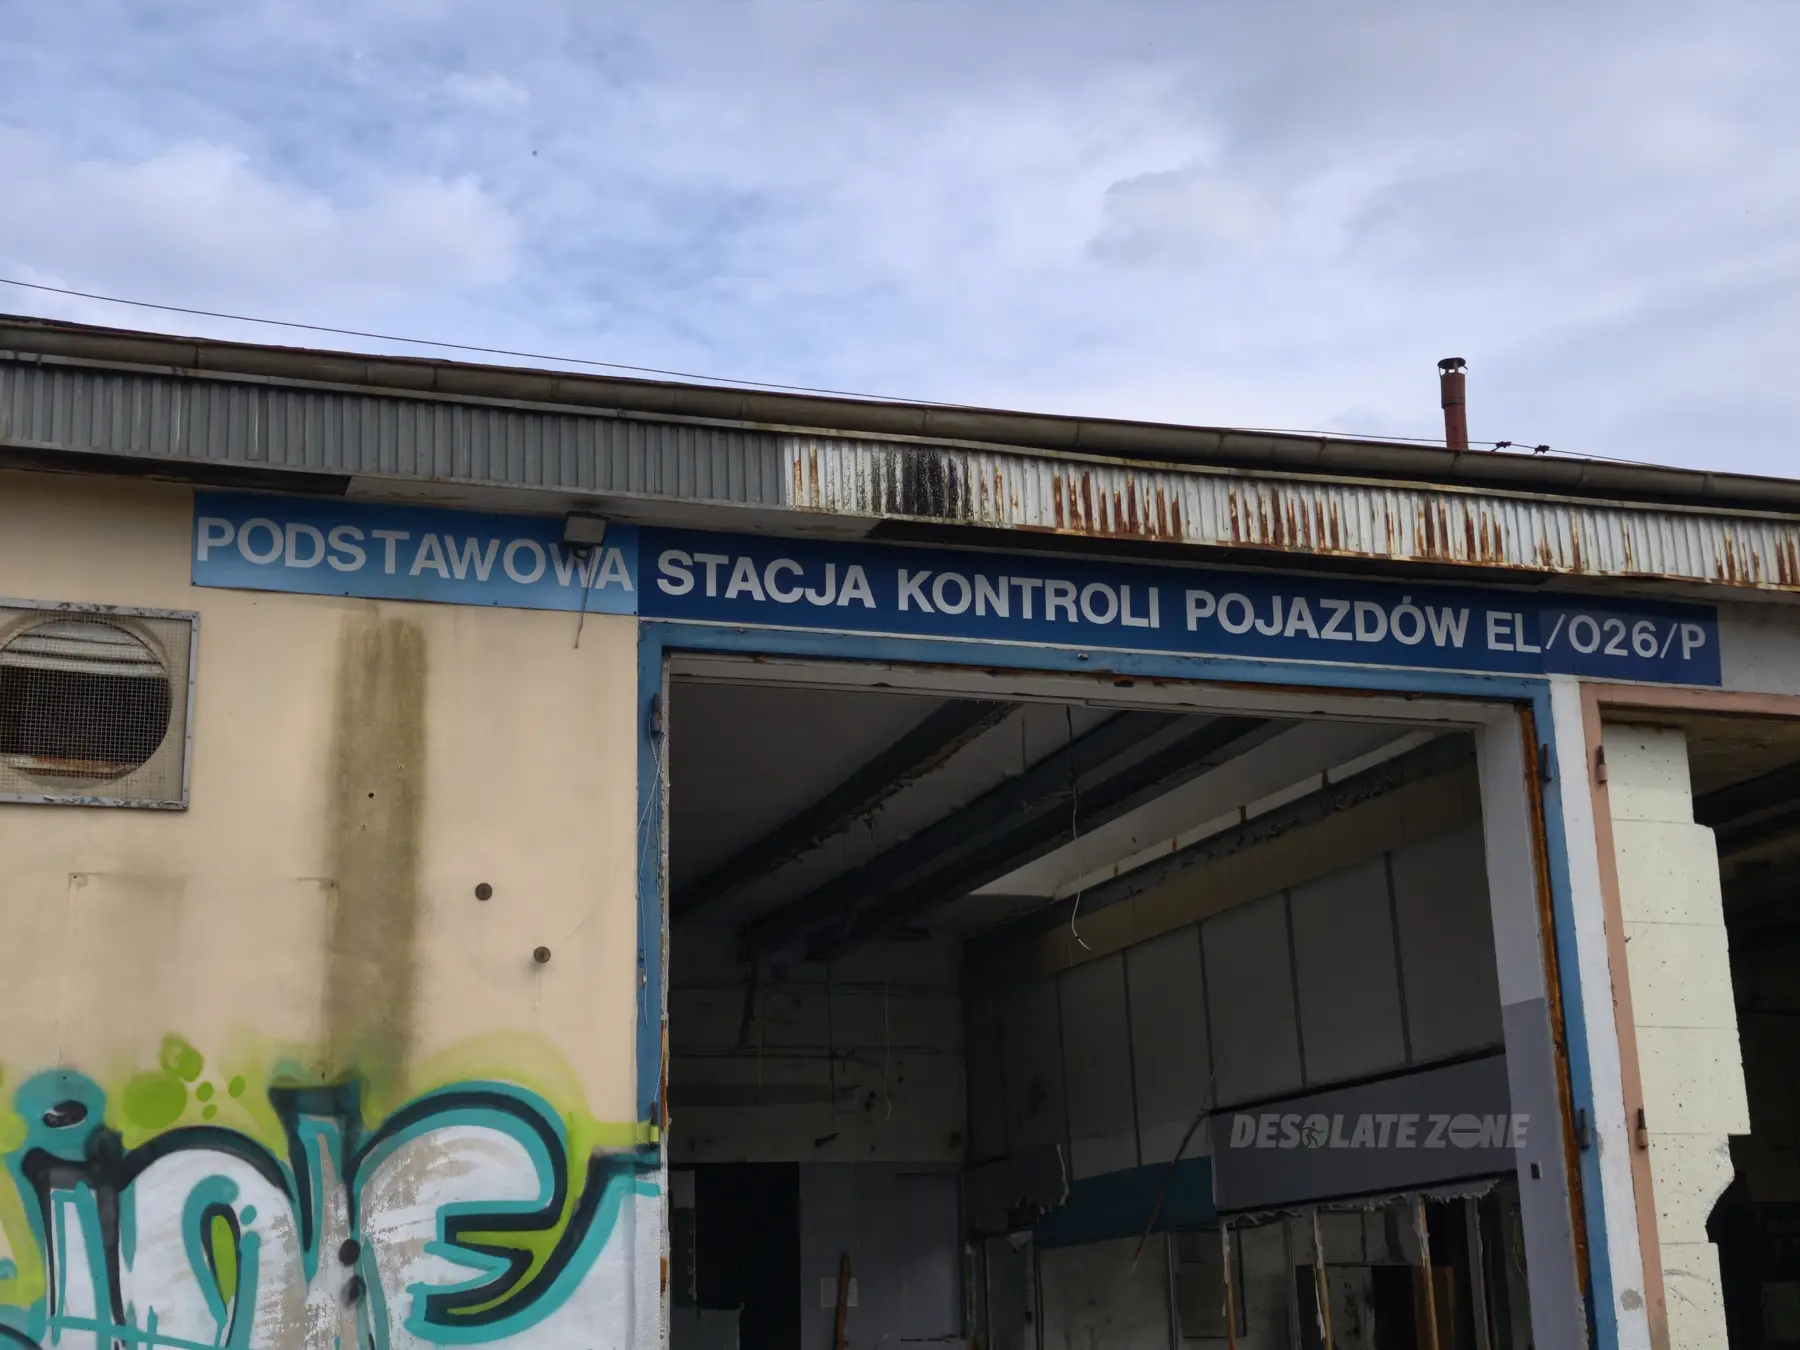 PODSTAWOWA STACJA KONTROLI POJAZDÓW EL/026/P
DESOLATE ZONE